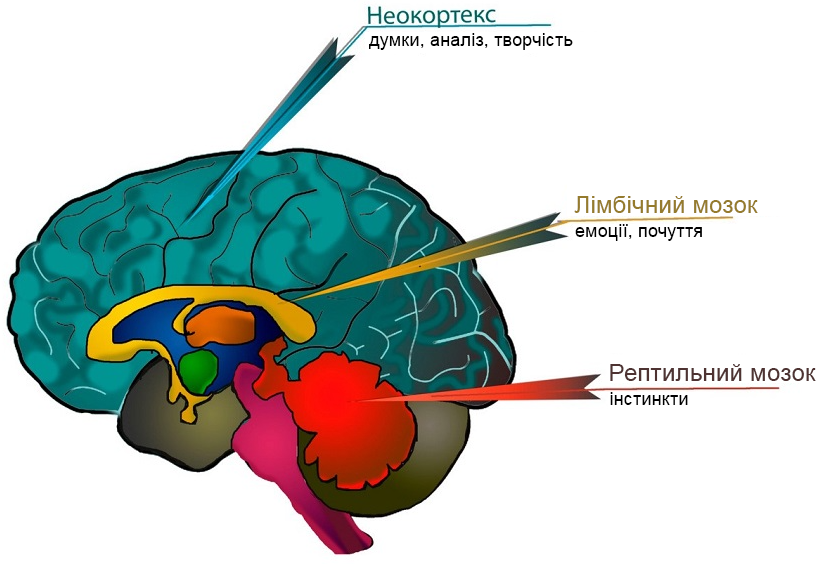 Неокортекс
думки, аналіз, творчість
Лімбічний мозок
емоції, почуття
Рептильний мозок
інстинкти